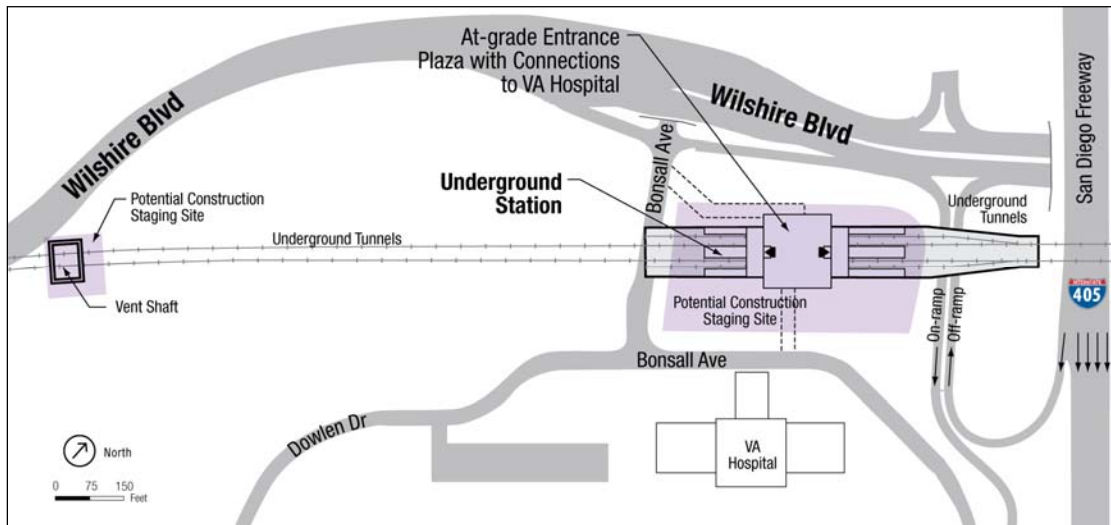 At-grade Entrance
Plaza with Connections
to VA Hospital
Wilshire Blvd
San Diego Freeway
Wilshire Blvd
Potential Construction
Staging Site
Bonsall Ave
Underground
Station
Underground
Tunnels
Underground Tunnels
Vent Shaft
Potential Construction
Staging Site
INTERSTATE
405
On-ramp
Off-ramp
Bonsall Ave
Dowlen Dr
VA
Hospital
North
0 75 150
Feet